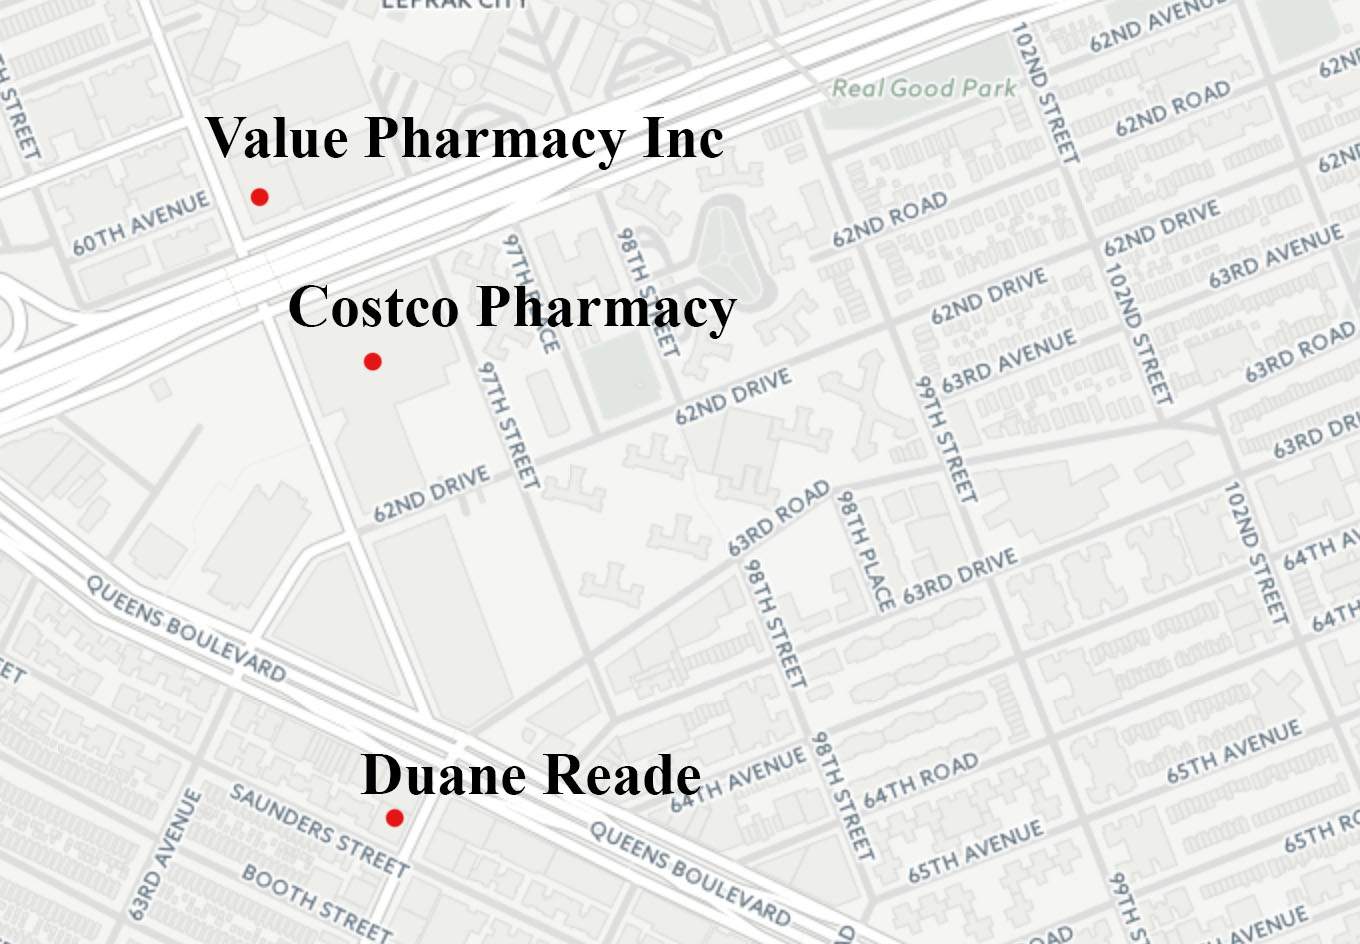 LEFRAK CITY
62ND AVENUE
102ND STREET
Real Good Park
62ND ROAD
Value Pharmacy Inc
60TH AVENUE
62ND ROAD
62ND DRIVE
63RD AVENUE
97TH PLACE
98TH STREET
102ND STREET
62ND DRIVE
Costco Pharmacy
63RD AVENUE
63RD ROAD
97TH STREET
62ND DRIVE
99TH STREET
62ND DRIVE
63RD ROAD
98TH PLACE
102ND STREET
63RD DRIVE
98TH STREET
QUEENS BOULEVARD
98TH STREET
65TH AVENUE
Duane Reade
64TH AVENUE
64TH ROAD
SAUNDERS STREET
63RD AVENUE
QUEENS BOULEVARD
65TH AVENUE
BOOTH STREET
99TH S
AVENUE